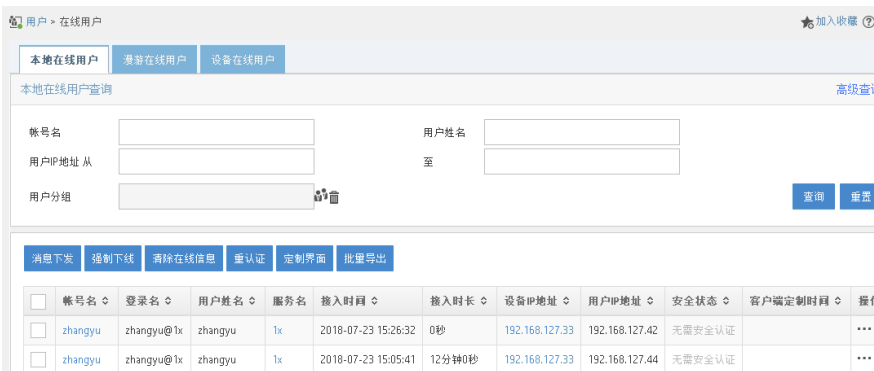 用户 > 在线用户 加入收藏
本地在线用户 漫游在线用户 设备在线用户
本地在线用户查询 高级查询
帐号名 用户姓名
用户IP地址 从 至
用户分组 查询 重置
消息下发 强制下线 清除在线信息 重认证 定制界面 批量导出
帐号名 登录名 用户姓名 服务名 接入时间 接入时长 设备IP地址 用户IP地址 安全状态 客户端定制时间 操
zhangyu zhangyu@1x zhangyu 1x 2018-07-23 15:26:32 0秒 192.168.127.33 192.168.127.42 无需安全认证 ...
zhangyu zhangyu@1x zhangyu 1x 2018-07-23 15:05:41 12分钟0秒 192.168.127.33 192.168.127.44 无需安全认证 ...